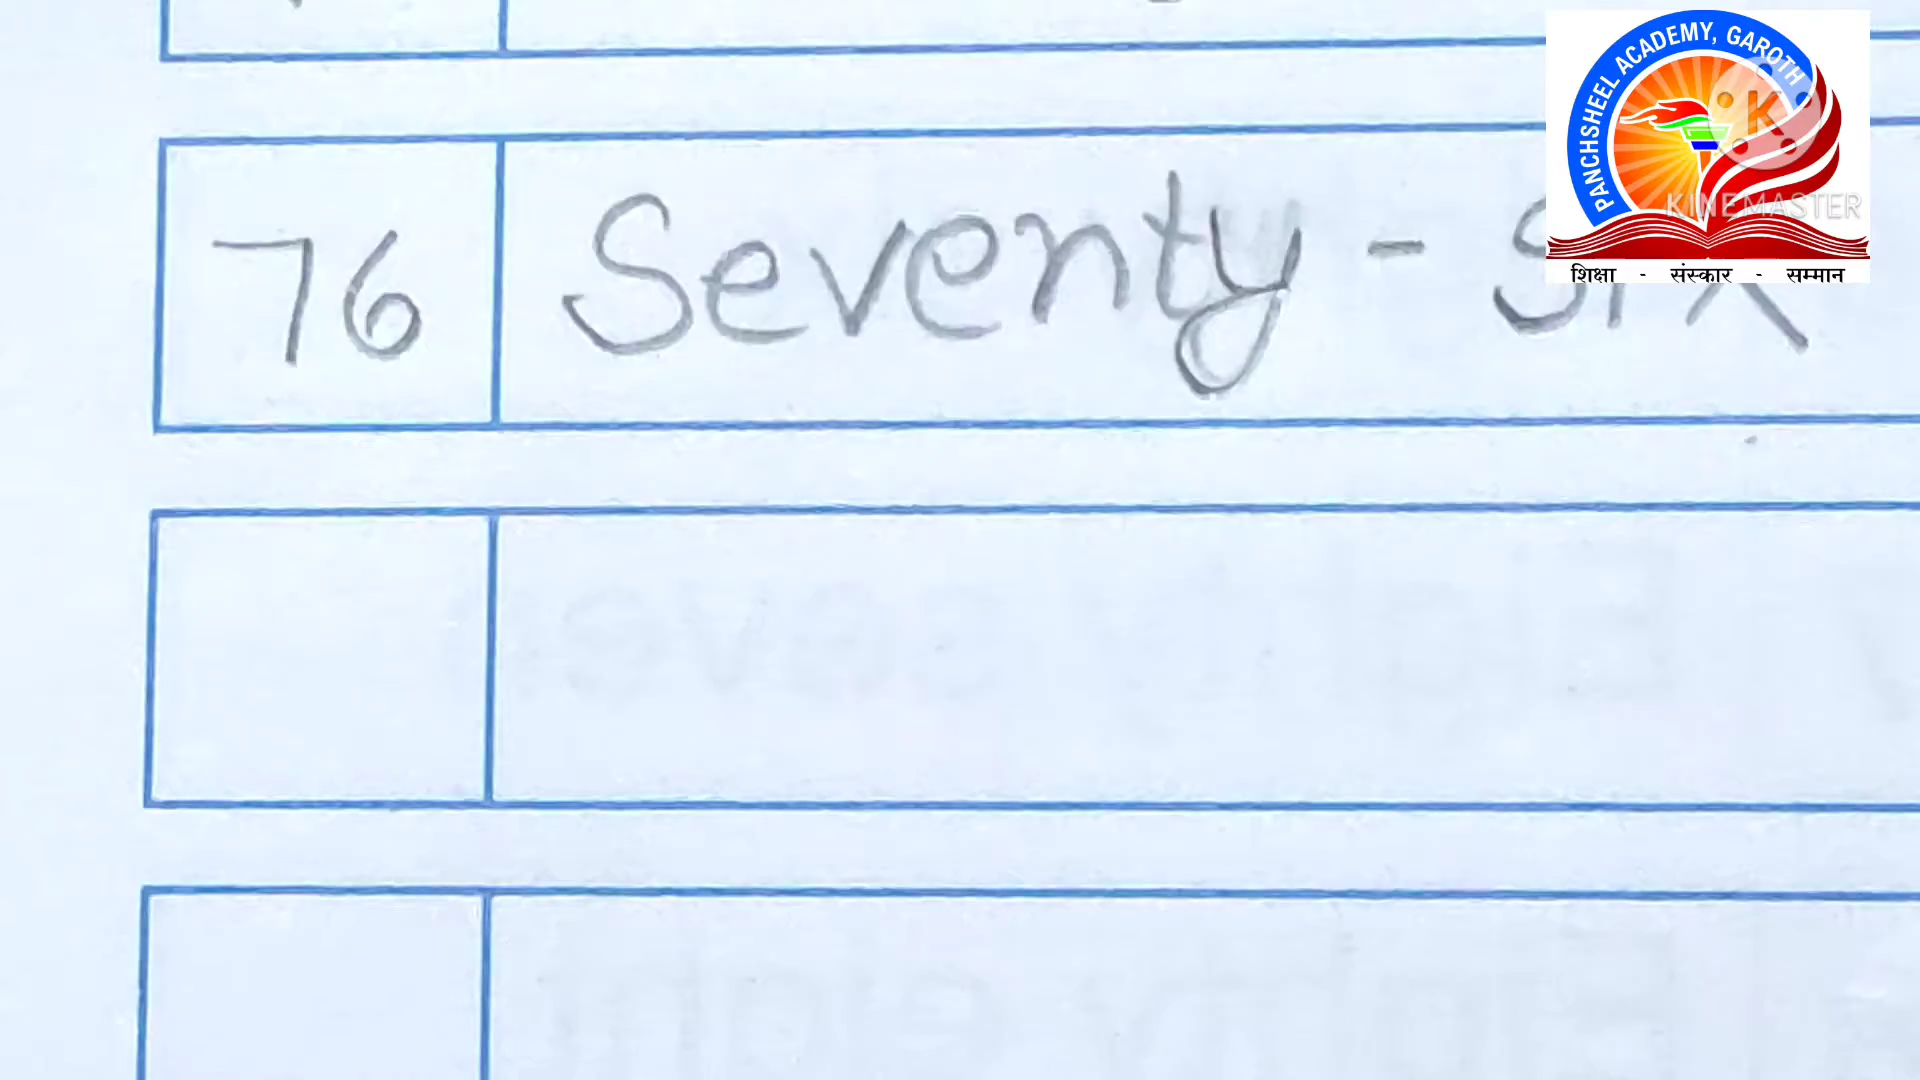 PANCHSHEEL ACADEMY, GAROTH
K
KINEMASTER
शिक्षा - संस्कार - सम्मान
76 Seventy - Six